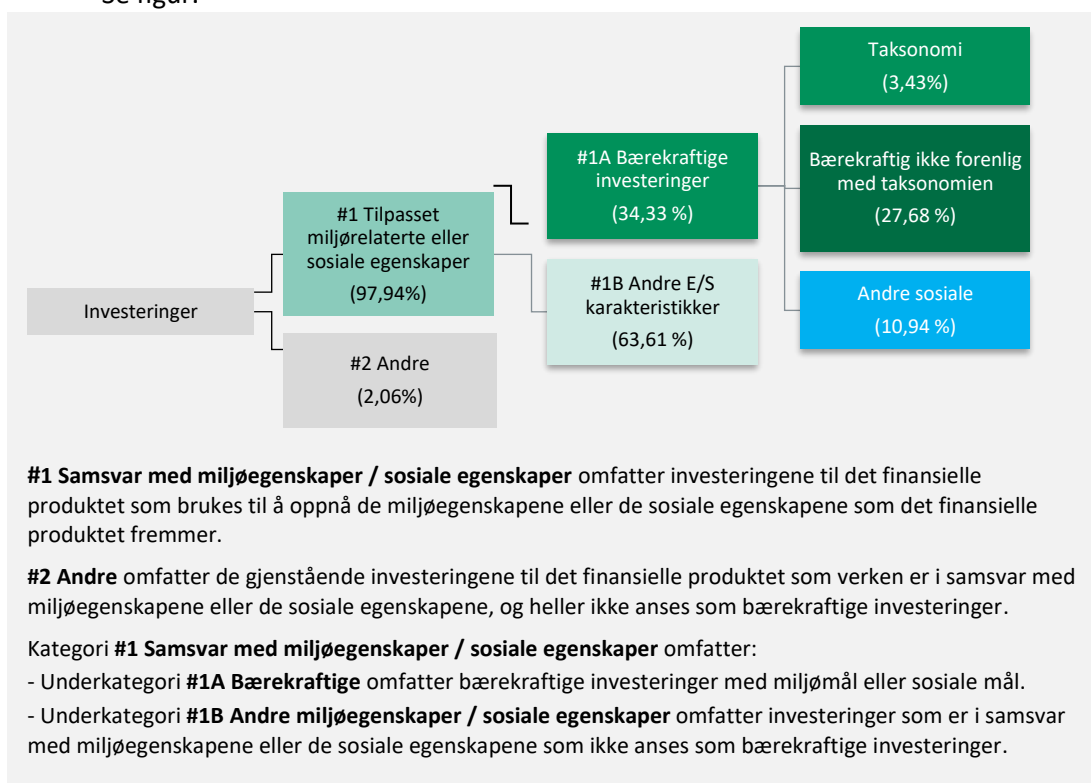 Se figur.
Taksonomi
(3,43%)
#1A Bærekraftige
investeringer
(34,33 %)
Bærekraftig ikke forenlig
med taksonomien
(27,68 %)
#1 Tilpasset
miljørelaterte eller
sosiale egenskaper
(97,94%)
#1B Andre E/S
karakteristikker
(63,61 %)
Andre sosiale
(10,94 %)
Investeringer
#2 Andre
(2,06%)
#1 Samsvar med miljøegenskaper / sosiale egenskaper omfatter investeringene til det finansielle
produktet som brukes til å oppnå de miljøegenskapene eller de sosiale egenskapene som det finansielle
produktet fremmer.
#2 Andre omfatter de gjenstående investeringene til det finansielle produktet som verken er i samsvar med
miljøegenskapene eller de sosiale egenskapene, og heller ikke anses som bærekraftige investeringer.
Kategori #1 Samsvar med miljøegenskaper / sosiale egenskaper omfatter:
- Underkategori #1A Bærekraftige omfatter bærekraftige investeringer med miljømål eller sosiale mål.
- Underkategori #1B Andre miljøegenskaper / sosiale egenskaper omfatter investeringer som er i samsvar
med miljøegenskapene eller de sosiale egenskapene som ikke anses som bærekraftige investeringer.